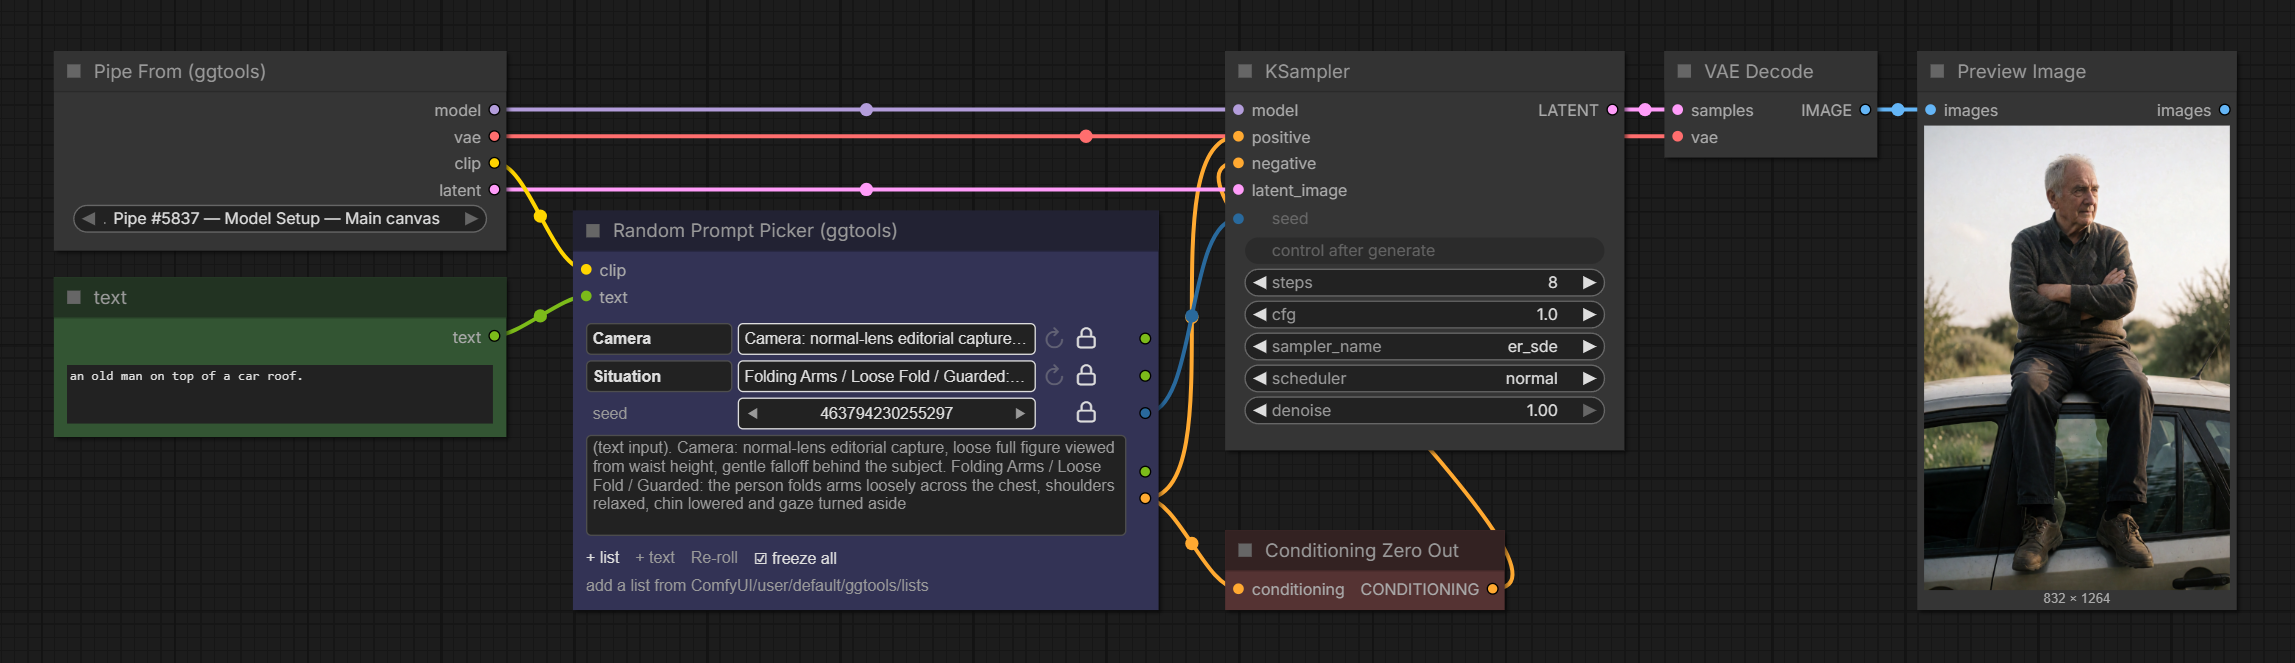 Pipe From (ggtools)
model
vae
clip
latent
Pipe #5837 — Model Setup — Main canvas
text
text
an old man on top of a car roof.
Random Prompt Picker (ggtools)
clip
text
Camera
Camera: normal-lens editorial capture...
Situation
Folding Arms / Loose Fold / Guarded:...
seed
463794230255297
(text input). Camera: normal-lens editorial capture, loose full figure viewed
from waist height, gentle falloff behind the subject. Folding Arms / Loose
Fold / Guarded: the person folds arms loosely across the chest, shoulders
relaxed, chin lowered and gaze turned aside
+ list + text Re-roll freeze all
add a list from ComfyUI/user/default/ggtools/lists
KSampler
model LATENT
positive
negative
latent_image
seed
control after generate
steps 8
cfg 1.0
sampler_name er_sde
scheduler normal
denoise 1.00
Conditioning Zero Out
conditioning CONDITIONING
VAE Decode
samples IMAGE
vae
Preview Image
images images
832 × 1264